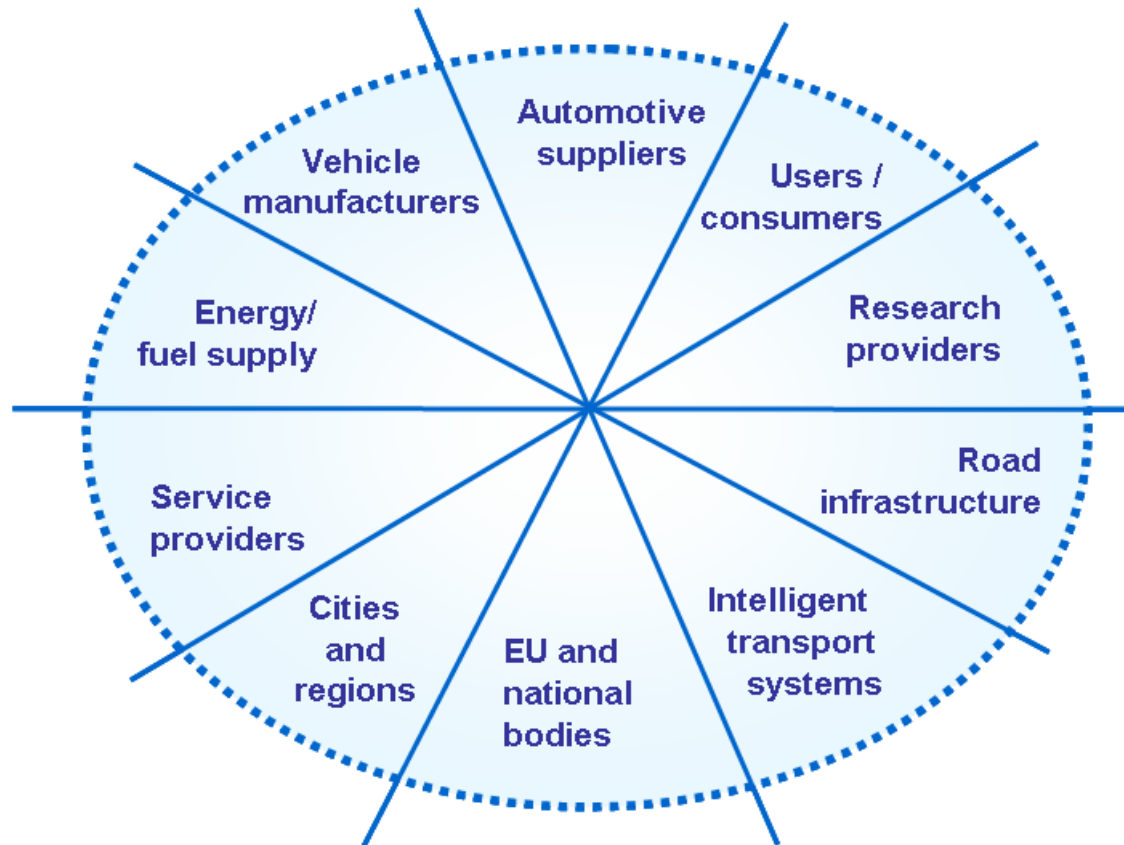 Automotive
suppliers
Users /
consumers
Research
providers
Road
infrastructure
Intelligent
transport
systems
EU and
national
bodies
Cities
and
regions
Service
providers
Energy/
fuel supply
Vehicle
manufacturers